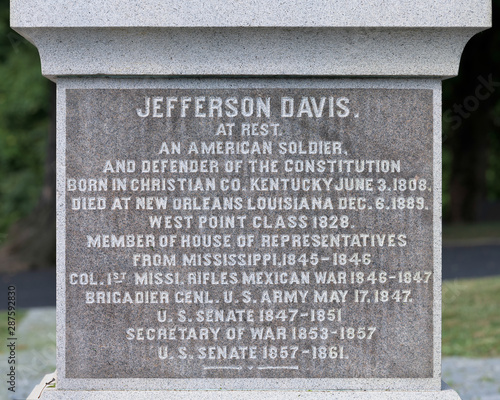 JEFFERSON DAVIS.
AT REST.
AN AMERICAN SOLDIER,
AND DEFENDER OF THE CONSTITUTION
BORN IN CHRISTIAN CO. KENTUCKY JUNE 3, 1808,
DIED AT NEW ORLEANS LOUISIANA DEC. 6, 1889.
WEST POINT CLASS 1828.
MEMBER OF HOUSE OF REPRESENTATIVES
FROM MISSISSIPPI, 1845-1846
COL. 1ST MISSI. RIFLES MEXICAN WAR 1846-1847
BRIGADIER GENL. U.S. ARMY MAY 17, 1847.
U.S. SENATE 1847-1851
SECRETARY OF WAR 1853-1857
U.S. SENATE 1857-1861.
Adobe Stock | #287592830